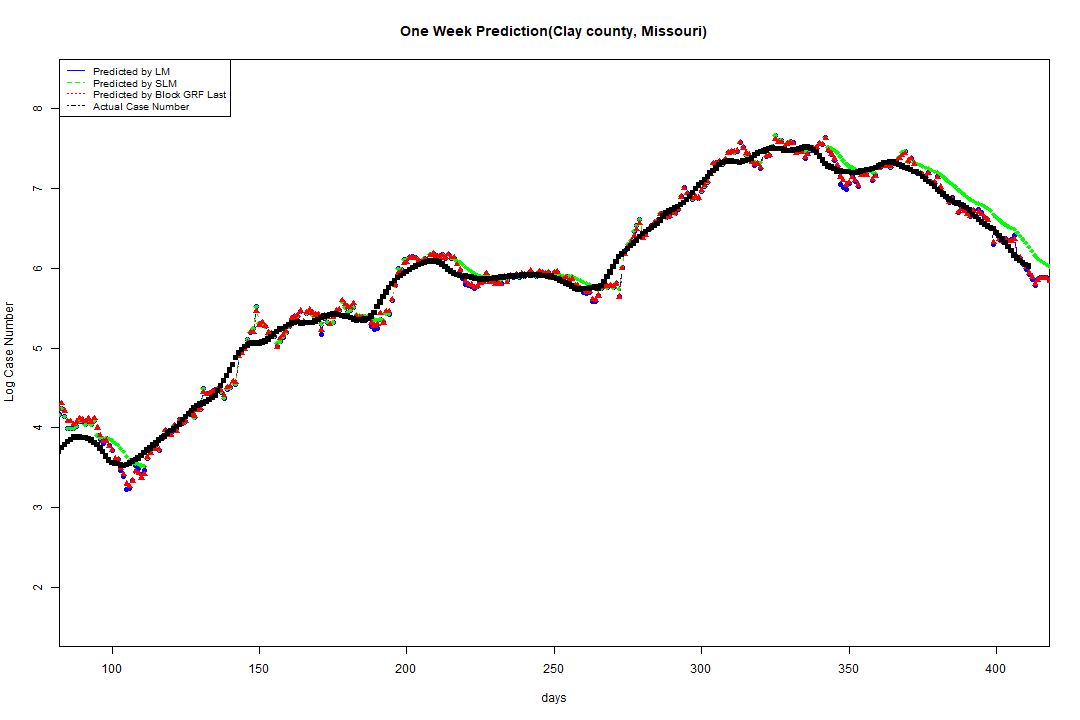 One Week Prediction(Clay county, Missouri)
Predicted by LM
Predicted by SLM
Predicted by Block GRF Last
Actual Case Number
8
7
6
5
4
3
2
Log Case Number
100 150 200 250 300 350 400
days